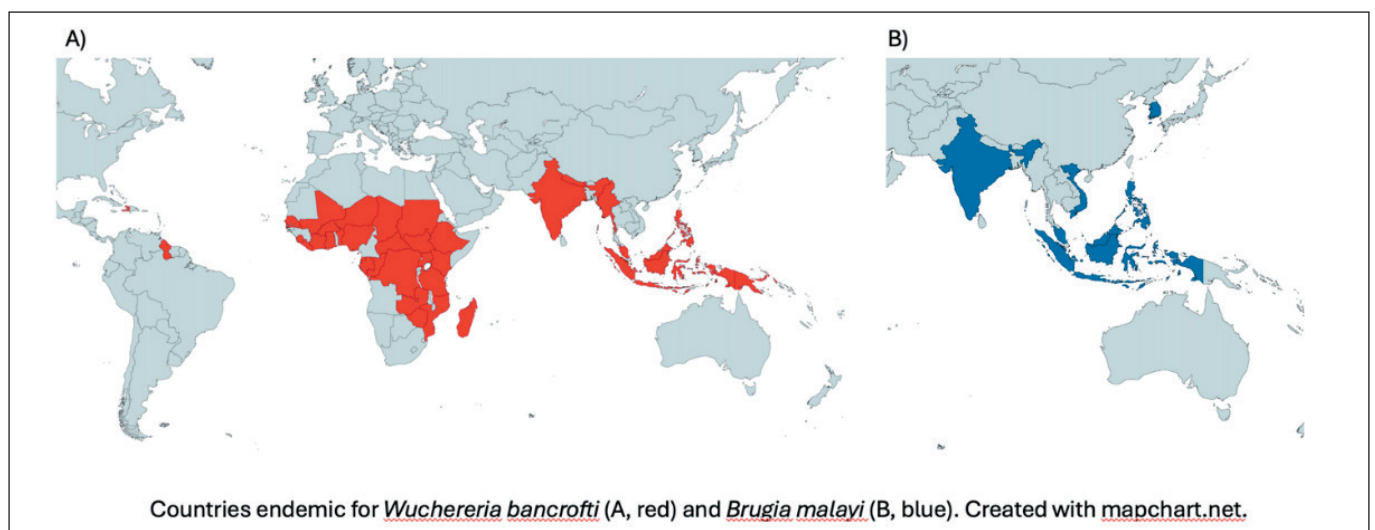 A)
B)
Countries endemic for Wuchereria bancrofti (A, red) and Brugia malayi (B, blue). Created with mapchart.net.